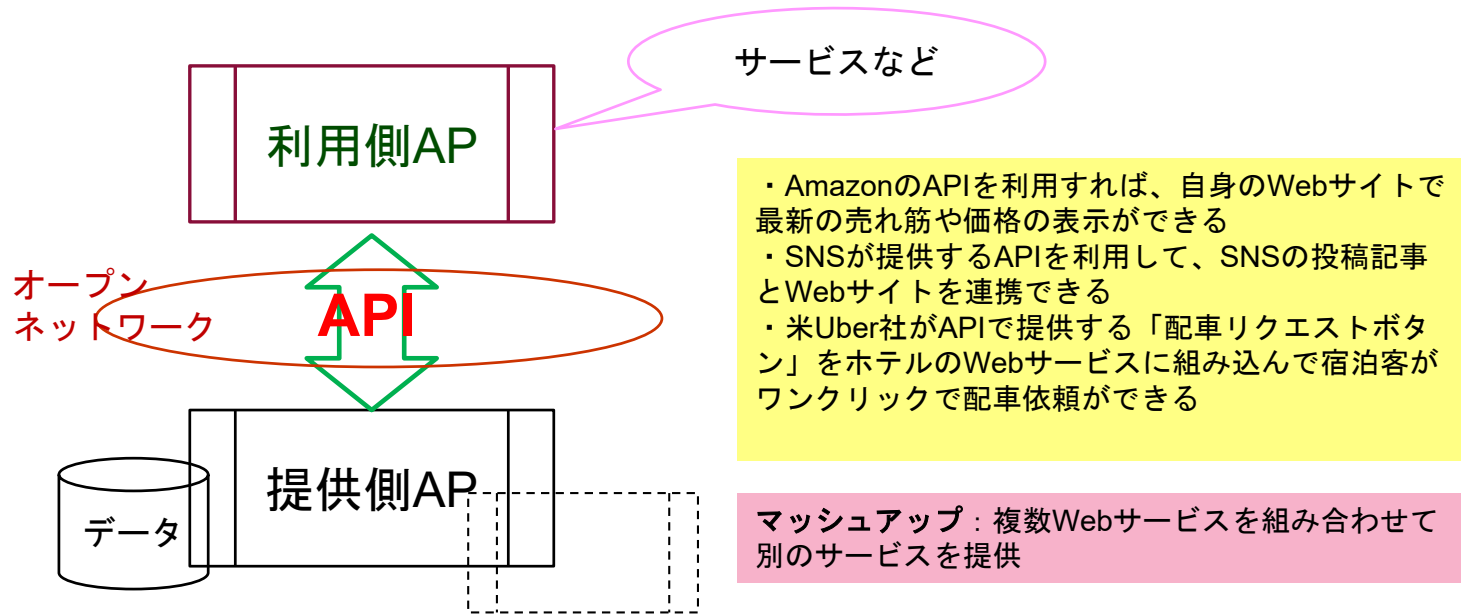 サービスなど
利用側AP
オープン
ネットワーク
API
提供側AP
データ
・AmazonのAPIを利用すれば、自身のWebサイトで
最新の売れ筋や価格の表示ができる
・SNSが提供するAPIを利用して、SNSの投稿記事
とWebサイトを連携できる
・米Uber社がAPIで提供する「配車リクエストボタ
ン」をホテルのWebサービスに組み込んで宿泊客が
ワンクリックで配車依頼ができる
マッシュアップ：複数Webサービスを組み合わせて
別のサービスを提供